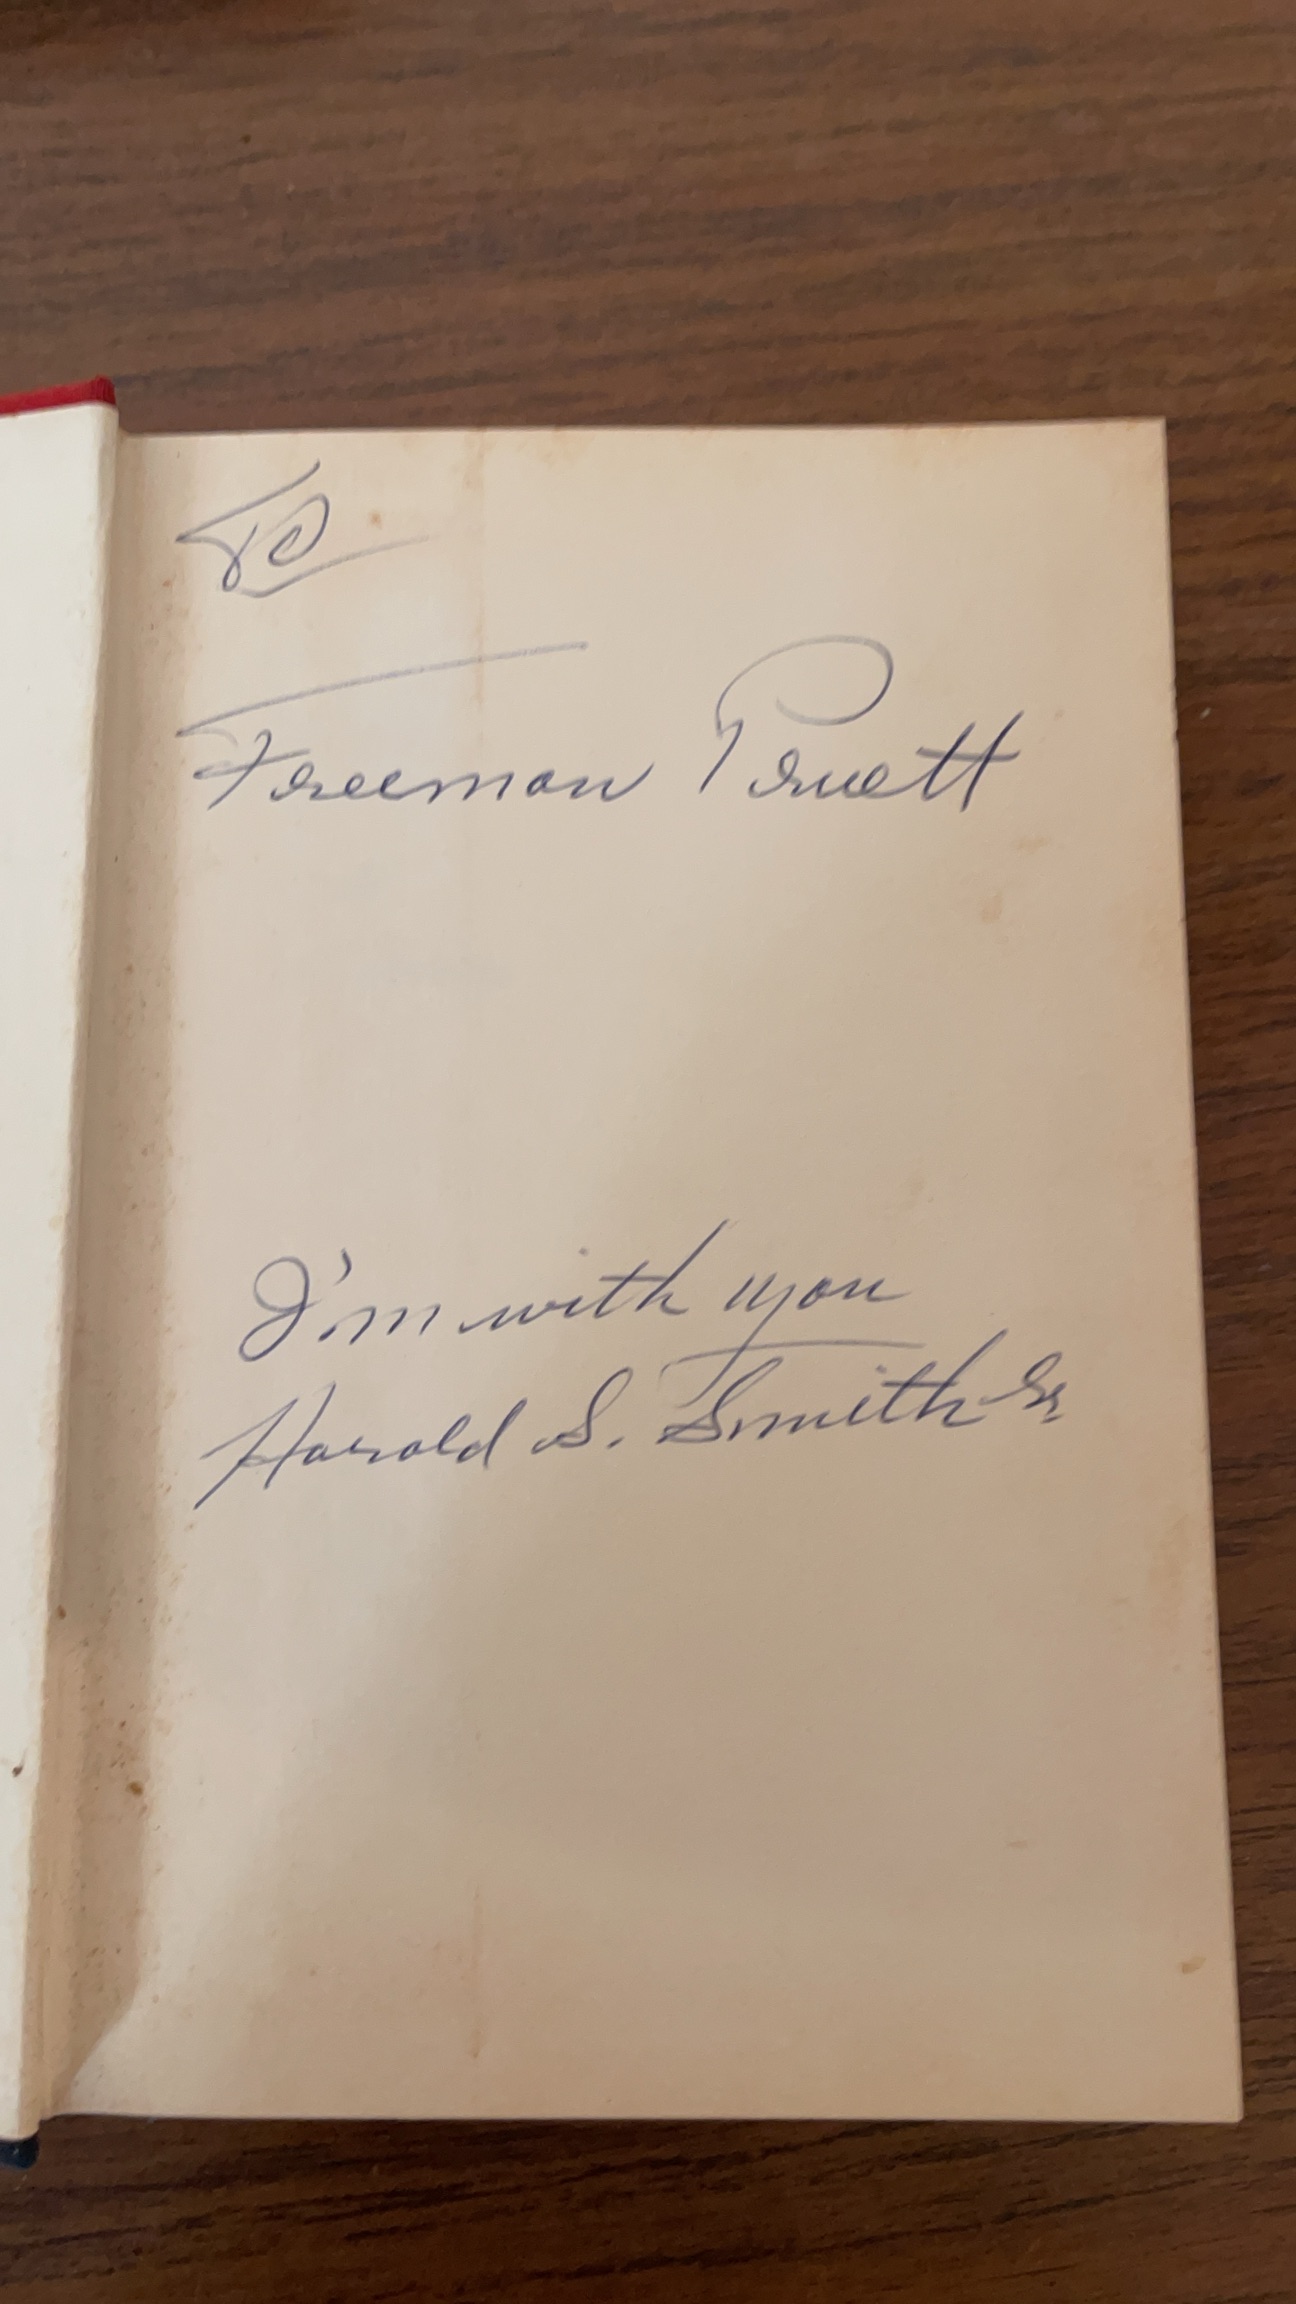 To
Freeman Pruett
I'm with you
Harold S. Smith Sr.